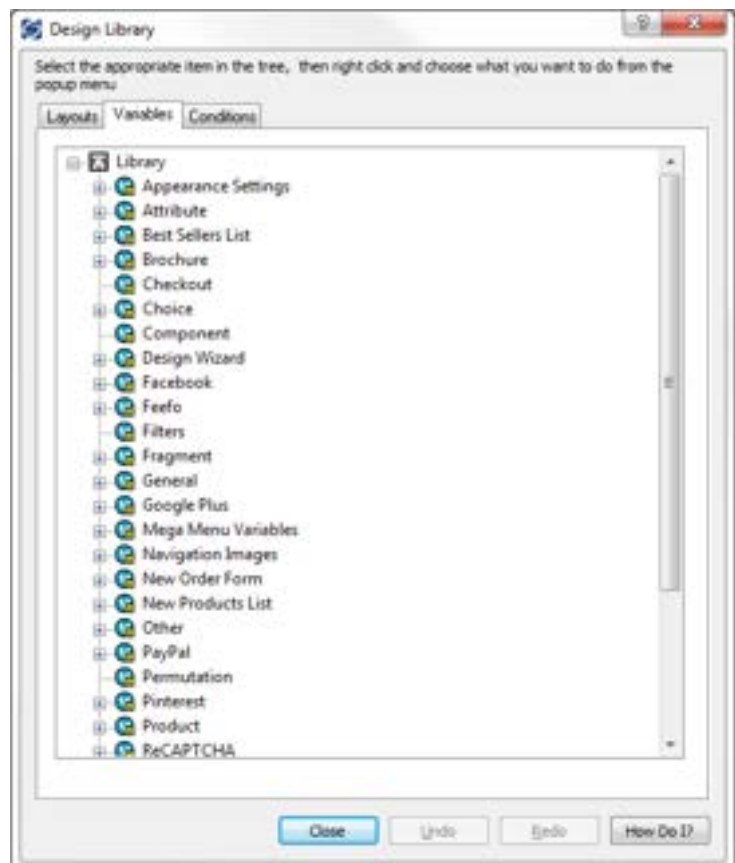 Design Library
Select the appropriate item in the tree, then right click and choose what you want to do from the
popup menu
Layouts Variables Conditions
Library
Appearance Settings
Attribute
Best Sellers List
Brochure
Checkout
Choice
Component
Design Wizard
Facebook
Feefo
Filters
Fragment
General
Google Plus
Mega Menu Variables
Navigation Images
New Order Form
New Products List
Other
PayPal
Permutation
Pinterest
Product
ReCAPTCHA
Close Undo Redo How Do I?